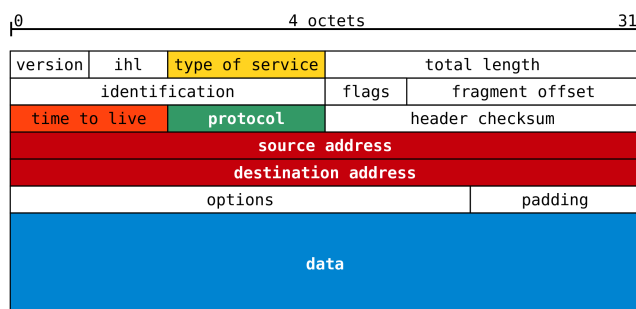 0 4 octets 31
version ihl type of service total length
identification flags fragment offset
time to live protocol header checksum
source address
destination address
options padding
data